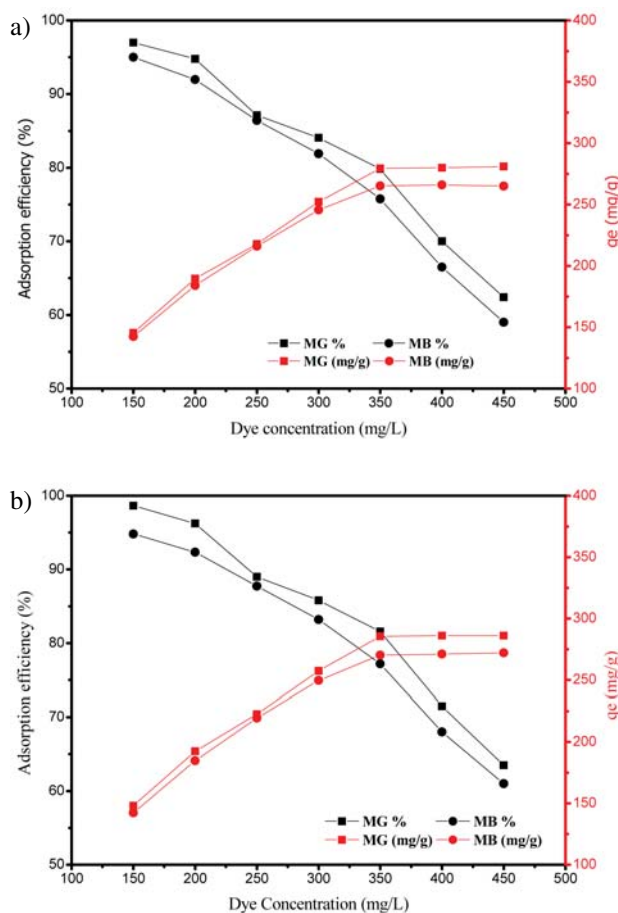 a)
100
90
80
70
60
50
Adsorption efficiency (%)
400
350
300
250
200
150
100
qe (mg/g)
MG % MB %
MG (mg/g) MB (mg/g)
100 150 200 250 300 350 400 450 500
Dye concentration (mg/L)
b)
100
90
80
70
60
50
Adsorption efficiency (%)
400
350
300
250
200
150
100
qe (mg/g)
MG % MB %
MG (mg/g) MB (mg/g)
100 150 200 250 300 350 400 450 500
Dye Concentration (mg/L)